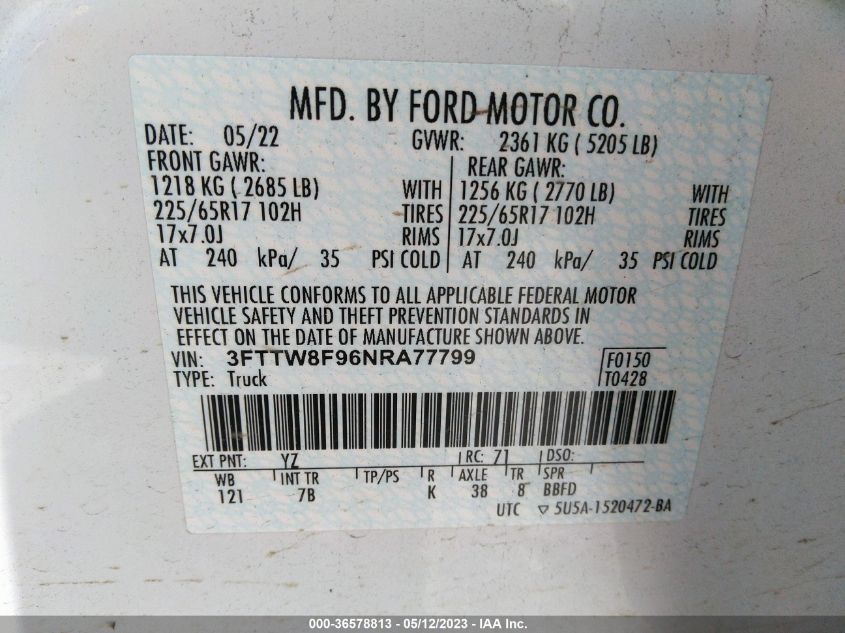 MFD. BY FORD MOTOR CO.
DATE: 05/22 GVWR: 2361 KG ( 5205 LB)
FRONT GAWR: REAR GAWR:
1218 KG ( 2685 LB) WITH 1256 KG ( 2770 LB) WITH
225/65R17 102H TIRES 225/65R17 102H TIRES
17x7.0J RIMS 17x7.0J RIMS
AT 240 kPa/ 35 PSI COLD AT 240 kPa/ 35 PSI COLD
THIS VEHICLE CONFORMS TO ALL APPLICABLE FEDERAL MOTOR
VEHICLE SAFETY AND THEFT PREVENTION STANDARDS IN
EFFECT ON THE DATE OF MANUFACTURE SHOWN ABOVE.
VIN: 3FTTW8F96NRA77799 F0150
TYPE: Truck T0428
EXT PNT: YZ RC: 71 DSO:
WB INT TR TP/PS R AXLE TR SPR
121 7B K 38 8 BBFD
UTC ▽ 5U5A-1520472-BA
000-36578813 - 05/12/2023 - IAA Inc.